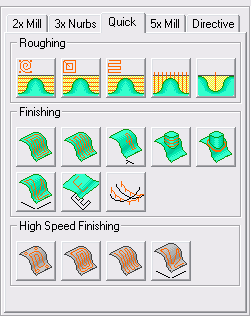 2x Mill 3x Nurbs Quick 5x Mill Directive
Roughing
Finishing
High Speed Finishing